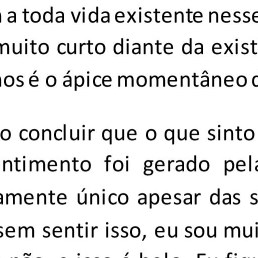 a toda vida existente nesse
muito curto diante da exist
nos é o ápice momentâneo d
o concluir que o que sinto
ntimento foi gerado pela
amente único apesar das s
sem sentir isso, eu sou mui